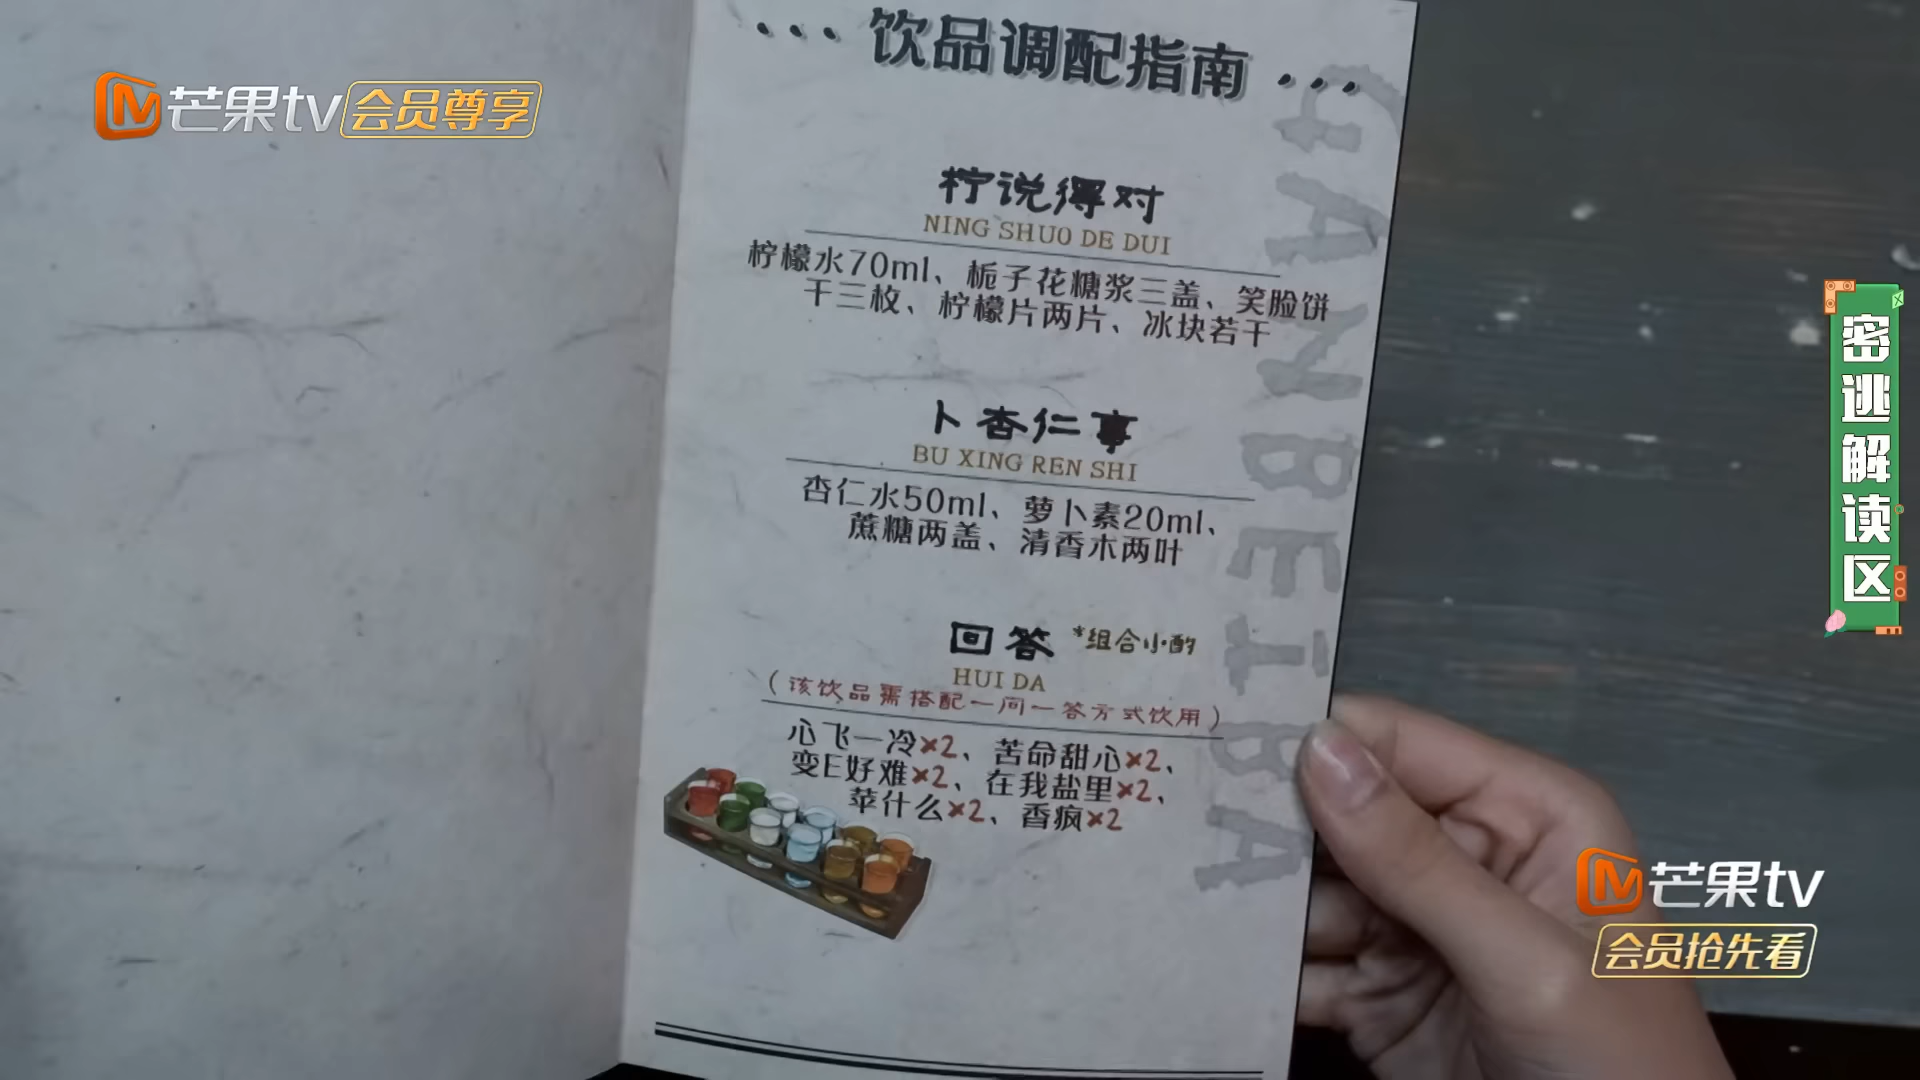 芒果tv 会员尊享
···饮品调配指南···
柠说得对
NING SHUO DE DUI
柠檬水70ml、栀子花糖浆三盖、笑脸饼
干三枚、柠檬片两片、冰块若干
卜杏仁事
BU XING REN SHI
杏仁水50ml、萝卜素20ml、
蔗糖两盖、清香木两叶
回答 *组合小酌
HUI DA
(该饮品需搭配一问一答方式饮用)
心飞一冷×2、苦命甜心×2、
变E好难×2、在我盐里×2、
苹什么×2、香疯×2
GANBEIBA
密逃解读区
芒果tv
会员抢先看